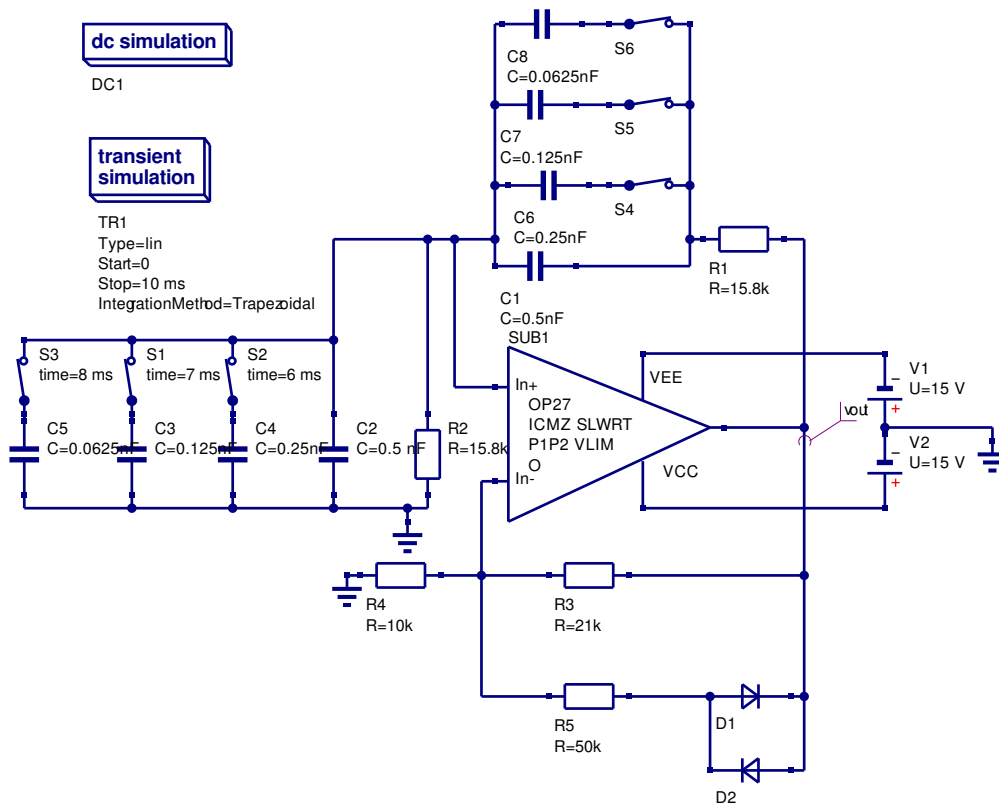 dc simulation
DC1
transient
simulation
TR1
Type=lin
Start=0
Stop=10 ms
IntegrationMethod=Trapezoidal
S6
C8
C=0.0625nF
S5
C7
C=0.125nF
S4
C6
C=0.25nF
R1
R=15.8k
C1
C=0.5nF
SUB1
S3
time=8 ms
S1
time=7 ms
S2
time=6 ms
C5
C=0.0625nF
C3
C=0.125nF
C4
C=0.25nF
C2
C=0.5 nF
R2
R=15.8k
In+
OP27
ICMZ SLWRT
P1P2 VLIM
O
In-
VEE
VCC
vout
V1
U=15 V
V2
U=15 V
− 
+
−
+
R4
R=10k
R3
R=21k
R5
R=50k
D1
D2